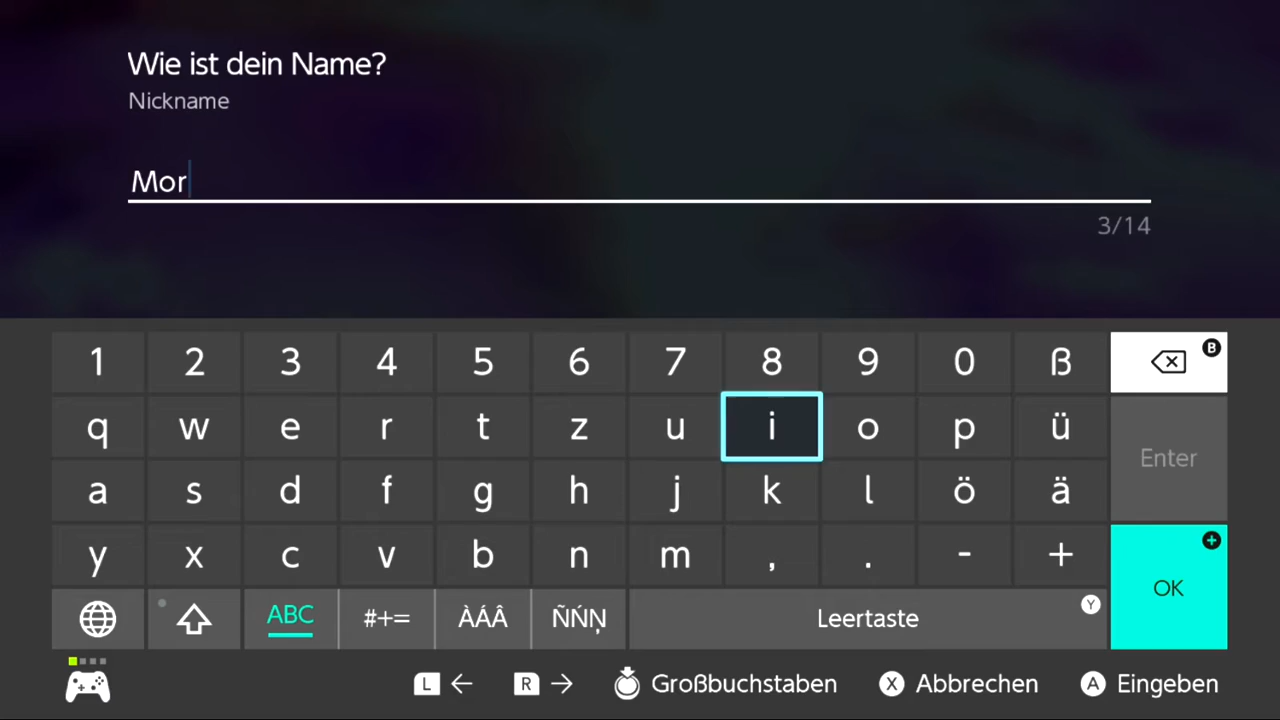 Wie ist dein Name?
Nickname
Mor
3/14
1 2 3 4 5 6 7 8 9 0 ß B
q w e r t z u i o p ü
Enter
a s d f g h j k l ö ä
y x c v b n m , . - +
OK
ABC #+= ÀÁÂ ÑŃŅ Leertaste Y
L ← R → Großbuchstaben X Abbrechen A Eingeben